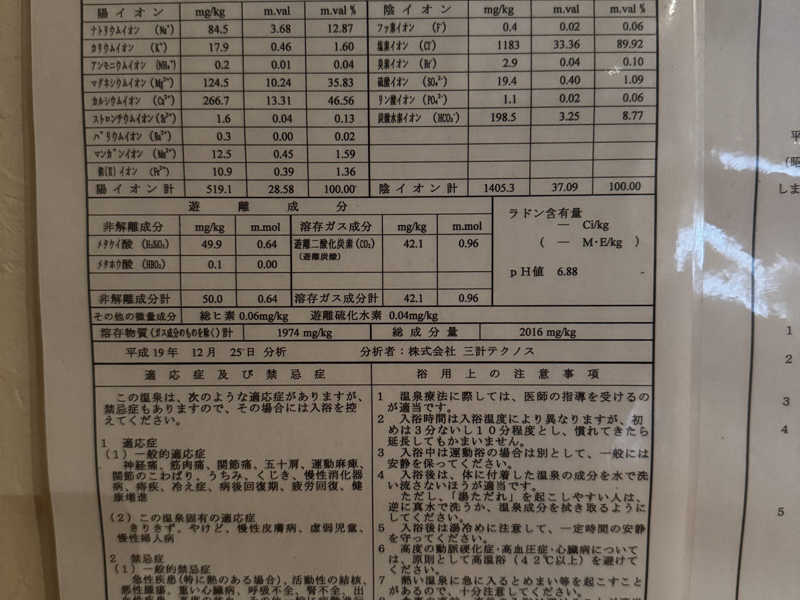 陽イオン mg/kg m.val m.val % 陰イオン mg/kg m.val m.val %
ナトリウムイオン (Na⁺) 84.5 3.68 12.87 フッ素イオン (F⁻) 0.4 0.02 0.06
カリウムイオン (K⁺) 17.9 0.46 1.60 塩素イオン (Cl⁻) 1183 33.36 89.92
アンモニウムイオン (NH₄⁺) 0.2 0.01 0.04 臭素イオン (Br⁻) 2.9 0.04 0.10
マグネシウムイオン (Mg²⁺) 124.5 10.24 35.83 硫酸イオン (SO₄²⁻) 19.4 0.40 1.09
カルシウムイオン (Ca²⁺) 266.7 13.31 46.56 リン酸イオン (PO₄³⁻) 1.1 0.02 0.06
ストロンチウムイオン (Sr²⁺) 1.6 0.04 0.13 炭酸水素イオン (HCO₃⁻) 198.5 3.25 8.77
バリウムイオン (Ba²⁺) 0.3 0.00 0.02
マンガンイオン (Mn²⁺) 12.5 0.45 1.59
鉄(Ⅱ)イオン (Fe²⁺) 10.9 0.39 1.36
陽イオン計 519.1 28.58 100.00 陰イオン計 1405.3 37.09 100.00
遊離成分
非解離成分 mg/kg m.mol 溶存ガス成分 mg/kg m.mol
メタケイ酸 (H₂SiO₃) 49.9 0.64 遊離二酸化炭素(CO₂) 42.1 0.96
(遊離炭酸)
メタホウ酸 (HBO₂) 0.1 0.00
非解離成分計 50.0 0.64 溶存ガス成分計 42.1 0.96
ラドン含有量
― Ci/kg
( ― M･E/kg )
pH値 6.88
その他の微量成分 総ヒ素 0.06mg/kg 遊離硫化水素 0.04mg/kg
溶存物質(ガス成分のものを除く)計 1974 mg/kg 総成分量 2016 mg/kg
平成19年 12月 25日 分析 分析者：株式会社 三計テクノス
適応症及び禁忌症
この温泉は、次のような適応症がありますが、
禁忌症もありますので、その場合には入浴を控
えてください。
1 適応症
(1) 一般的適応症
神経痛、筋肉痛、関節痛、五十肩、運動麻痺、
関節のこわばり、うちみ、くじき、慢性消化器
病、痔疾、冷え症、病後回復期、疲労回復、健
康増進
(2) この温泉固有の適応症
きりきず、やけど、慢性皮膚病、虚弱児童、
慢性婦人病
2 禁忌症
(1) 一般的禁忌症
急性疾患(特に熱のある場合)、活動性の結核、
悪性腫瘍、重い心臓病、呼吸不全、腎不全、出
浴用上の注意事項
1 温泉療法に際しては、医師の指導を受けるの
が適当です。
2 入浴時間は入浴温度により異なりますが、初
めは3分ないし10分程度とし、慣れてきたら
延長してもかまいません。
3 入浴中は運動浴の場合は別として、一般には
安静を保ってください。
4 入浴後は、体に付着した温泉の成分を水で洗
い流さないほうが適当です。
ただし、「湯ただれ」を起こしやすい人は、
逆に真水で洗うか、温泉成分を拭き取るように
してください。
5 入浴後は湯冷めに注意して、一定時間の安静
を守ってください。
6 高度の動脈硬化症･高血圧症･心臓病について
は、原則として高温浴(42℃以上)を避けて
ください。
7 熱い温泉に急に入るとめまい等を起こすこと
があるので、十分注意してください。
平
(昭
しま
1
2
3
4
5